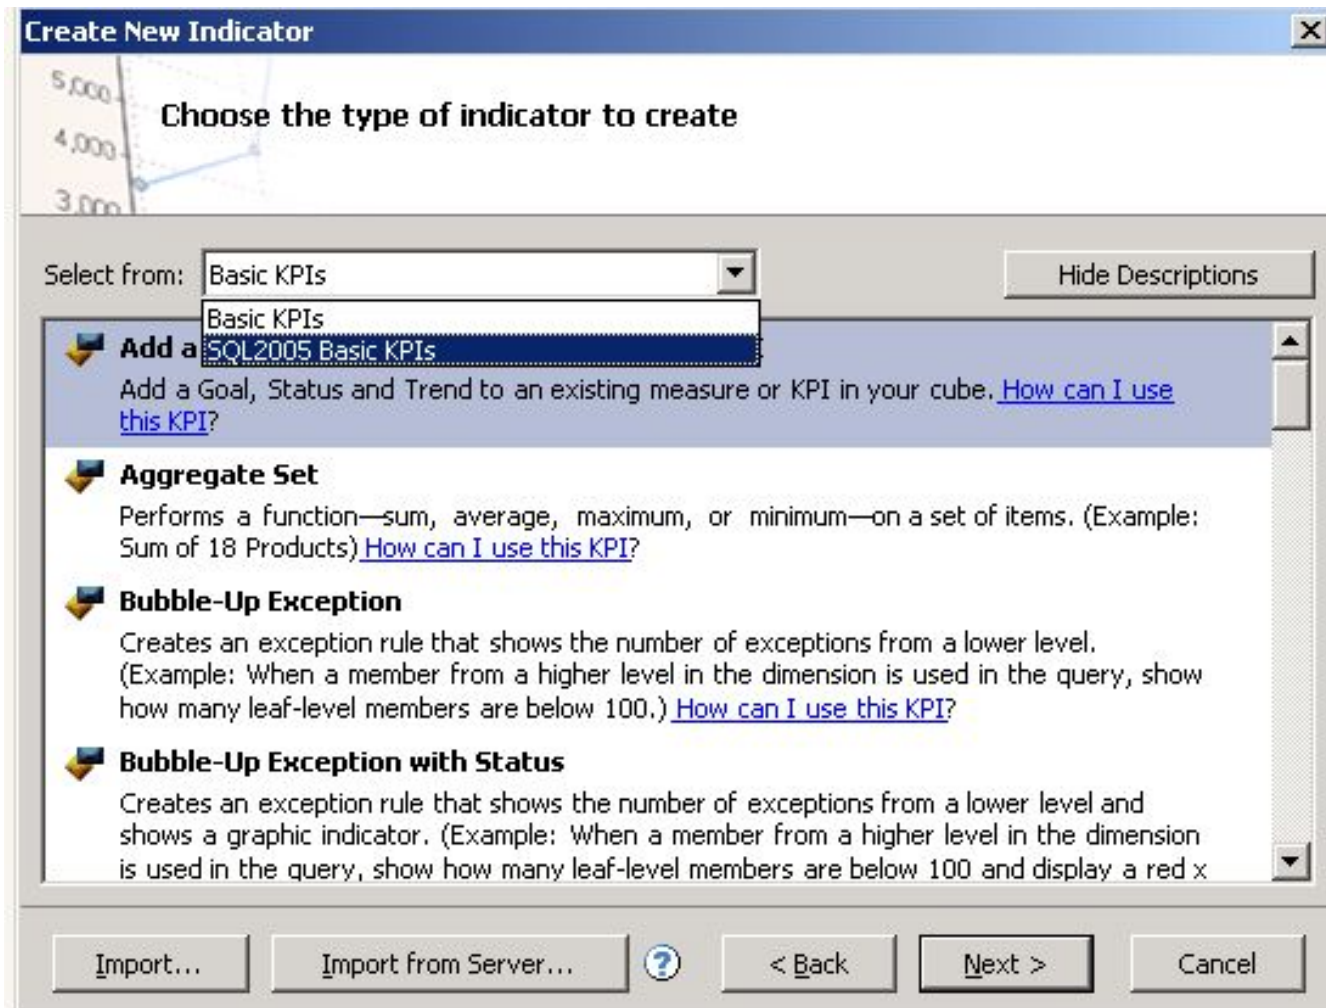 Create New Indicator
5,000
4,000
3,000
Choose the type of indicator to create
Select from:
Basic KPIs
Hide Descriptions
Basic KPIs
SQL2005 Basic KPIs
Add a
Add a Goal, Status and Trend to an existing measure or KPI in your cube. How can I use
this KPI?
Aggregate Set
Performs a function—sum, average, maximum, or minimum—on a set of items. (Example:
Sum of 18 Products) How can I use this KPI?
Bubble-Up Exception
Creates an exception rule that shows the number of exceptions from a lower level.
(Example: When a member from a higher level in the dimension is used in the query, show
how many leaf-level members are below 100.) How can I use this KPI?
Bubble-Up Exception with Status
Creates an exception rule that shows the number of exceptions from a lower level and
shows a graphic indicator. (Example: When a member from a higher level in the dimension
is used in the query, show how many leaf-level members are below 100 and display a red x
Import...
Import from Server...
?
< Back
Next >
Cancel